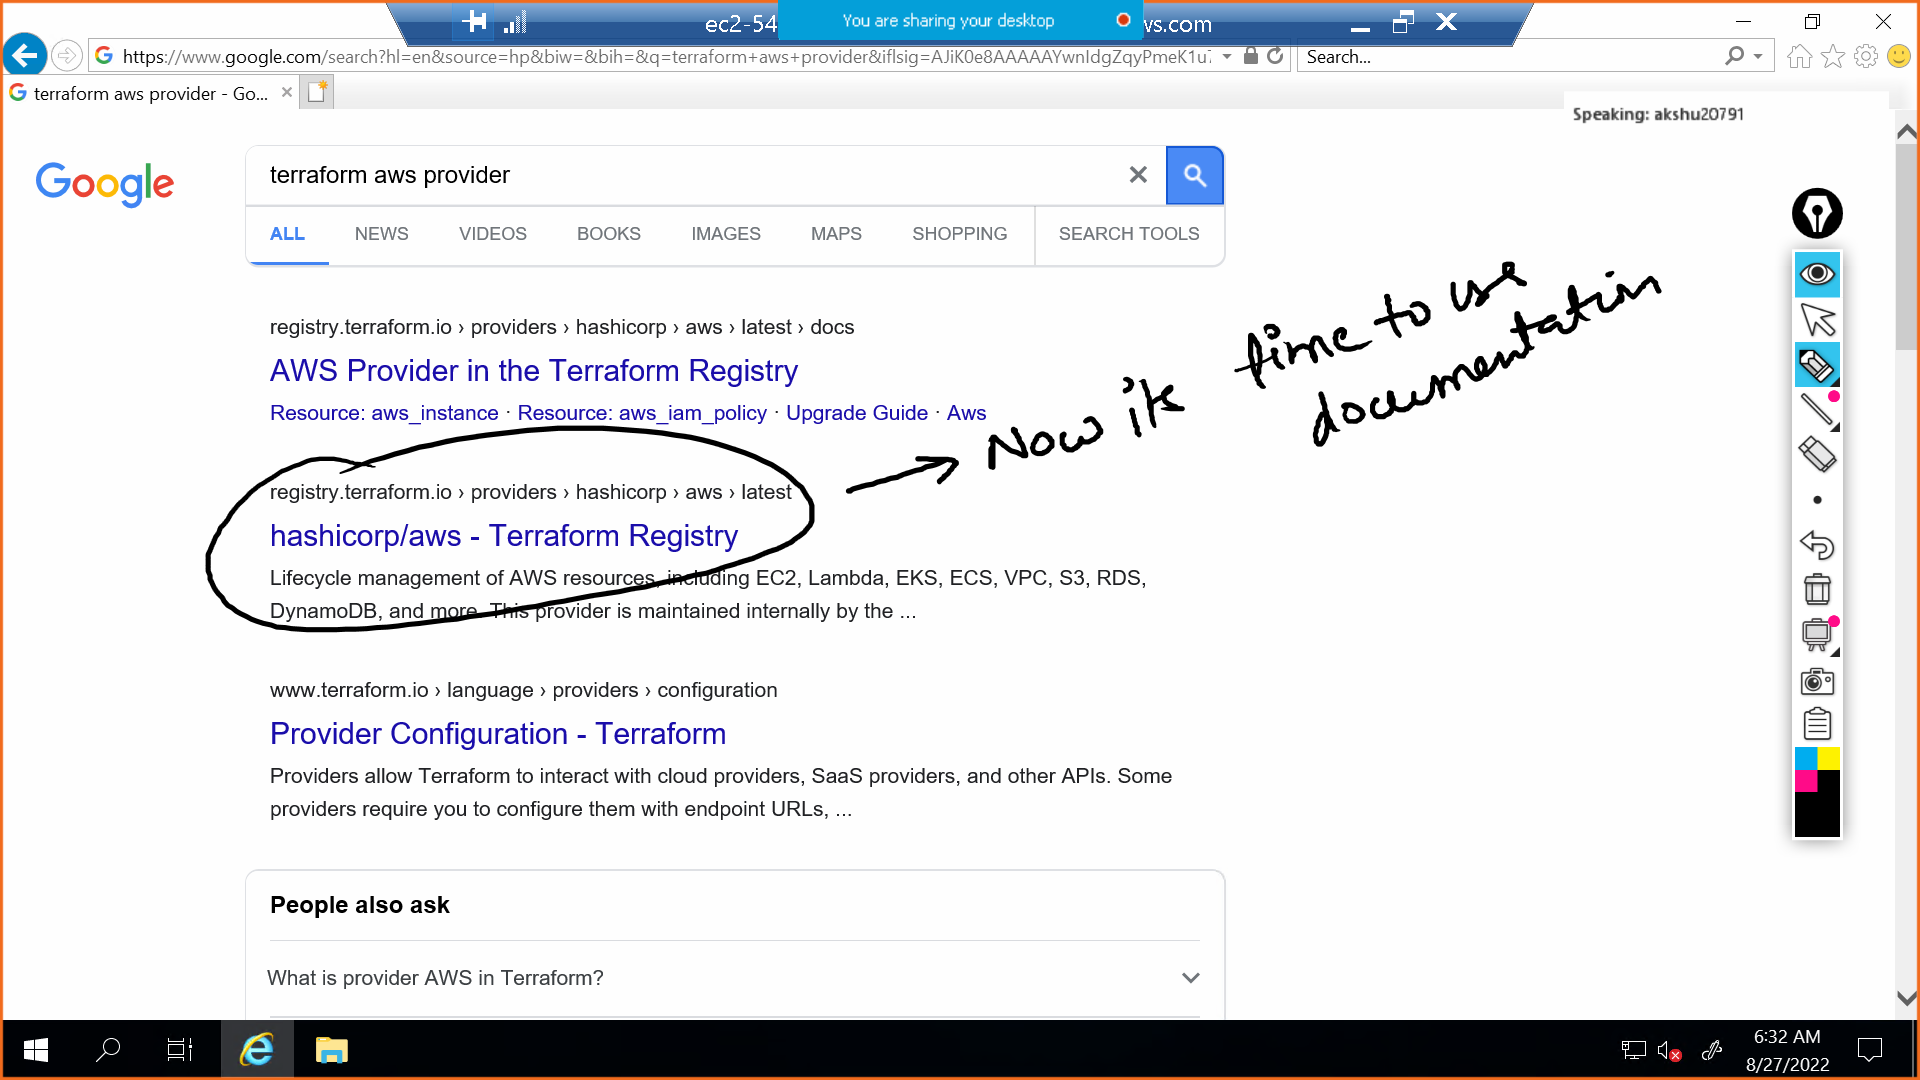 ec2-54
You are sharing your desktop
ws.com
https://www.google.com/search?hl=en&source=hp&biw=&bih=&q=terraform+aws+provider&iflsig=AJiK0e8AAAAAYwnIdgZqyPmeK1u7
Search...
terraform aws provider - Go...
Speaking: akshu20791
Google
terraform aws provider
ALL NEWS VIDEOS BOOKS IMAGES MAPS SHOPPING SEARCH TOOLS
registry.terraform.io › providers › hashicorp › aws › latest › docs
AWS Provider in the Terraform Registry
Resource: aws_instance · Resource: aws_iam_policy · Upgrade Guide · Aws
Now its time to use
documentation
registry.terraform.io › providers › hashicorp › aws › latest
hashicorp/aws - Terraform Registry
Lifecycle management of AWS resources, including EC2, Lambda, EKS, ECS, VPC, S3, RDS,
DynamoDB, and more. This provider is maintained internally by the ...
www.terraform.io › language › providers › configuration
Provider Configuration - Terraform
Providers allow Terraform to interact with cloud providers, SaaS providers, and other APIs. Some
providers require you to configure them with endpoint URLs, ...
People also ask
What is provider AWS in Terraform?
6:32 AM
8/27/2022